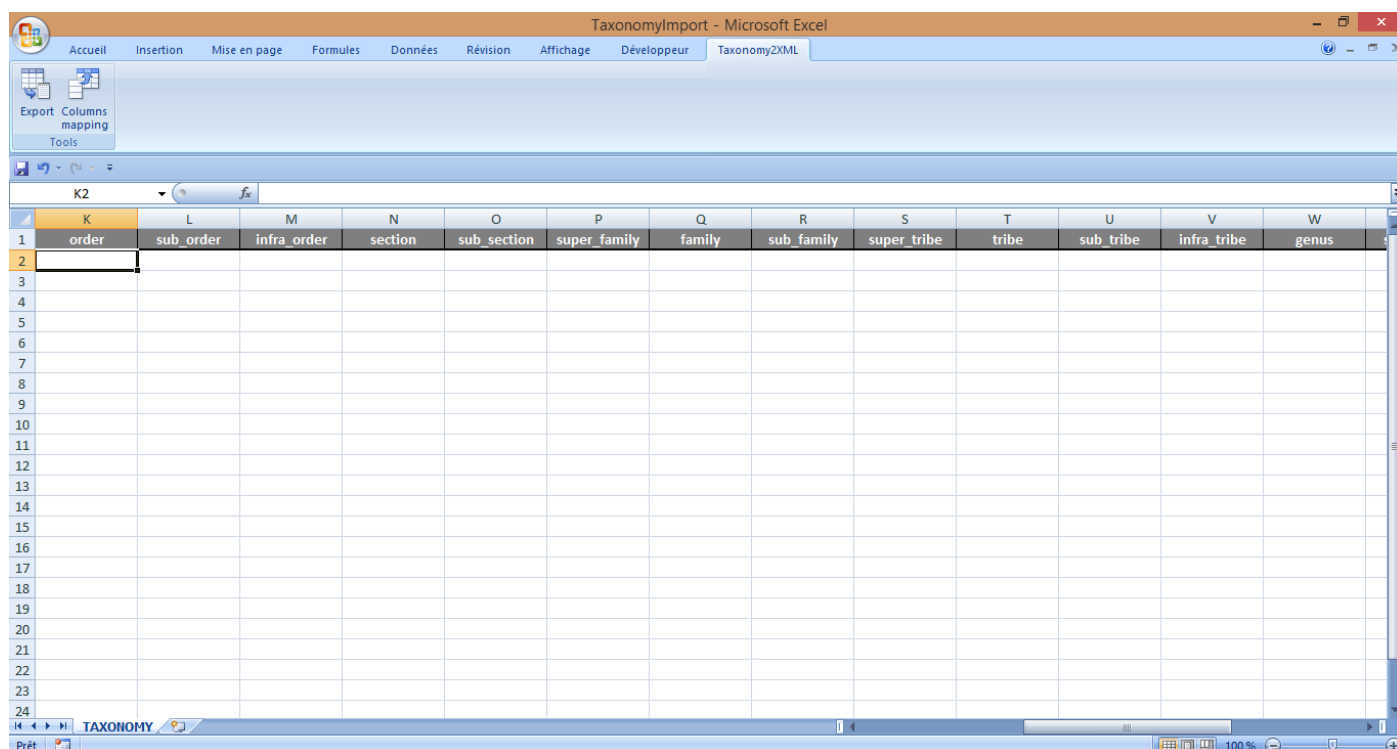 TaxonomyImport - Microsoft Excel
Accueil Insertion Mise en page Formules Données Révision Affichage Développeur Taxonomy2XML
Export Columns mapping
Tools
K2 fx
K L M N O P Q R S T U V W
1 order sub_order infra_order section sub_section super_family family sub_family super_tribe tribe sub_tribe infra_tribe genus
2
3
4
5
6
7
8
9
10
11
12
13
14
15
16
17
18
19
20
21
22
23
24
TAXONOMY
Prêt 100 %